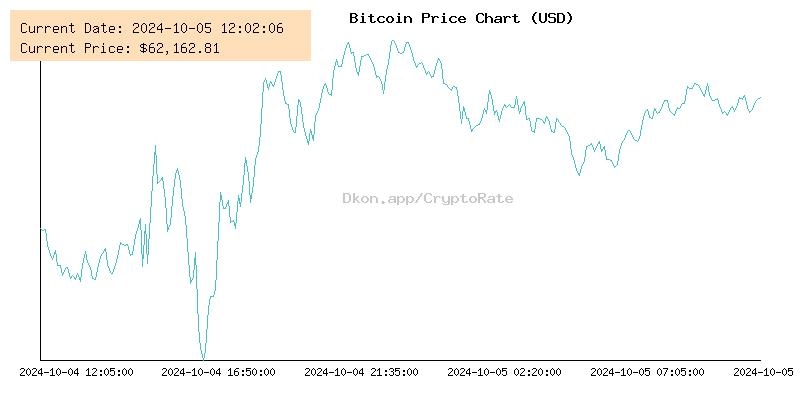 Bitcoin Price Chart (USD)
Current Date: 2024-10-05 12:02:06
Current Price: $62,162.81
Dkon.app/CryptoRate
2024-10-04 12:05:00 2024-10-04 16:50:00 2024-10-04 21:35:00 2024-10-05 02:20:00 2024-10-05 07:05:00 2024-10-05